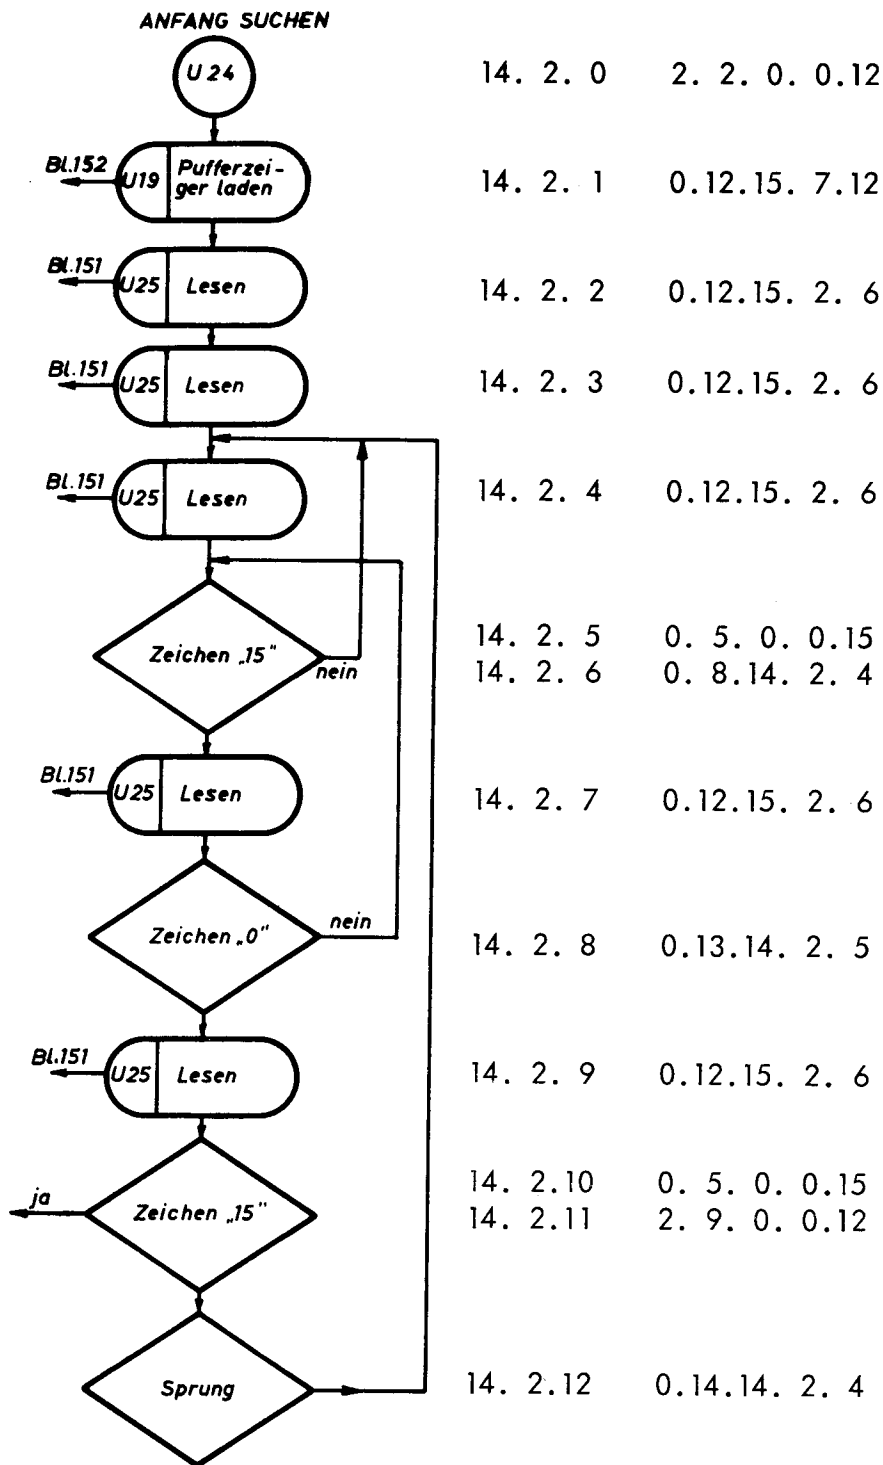 ANFANG SUCHEN
U 24 14. 2. 0 2. 2. 0. 0.12
Bl.152
U19 Pufferzei-
ger laden 14. 2. 1 0.12.15. 7.12
Bl.151
U25 Lesen 14. 2. 2 0.12.15. 2. 6
Bl.151
U25 Lesen 14. 2. 3 0.12.15. 2. 6
Bl.151
U25 Lesen 14. 2. 4 0.12.15. 2. 6
Zeichen „15" 14. 2. 5 0. 5. 0. 0.15
nein 14. 2. 6 0. 8.14. 2. 4
Bl.151
U25 Lesen 14. 2. 7 0.12.15. 2. 6
Zeichen „0" nein 14. 2. 8 0.13.14. 2. 5
Bl.151
U25 Lesen 14. 2. 9 0.12.15. 2. 6
ja 14. 2.10 0. 5. 0. 0.15
Zeichen „15" 14. 2.11 2. 9. 0. 0.12
Sprung 14. 2.12 0.14.14. 2. 4